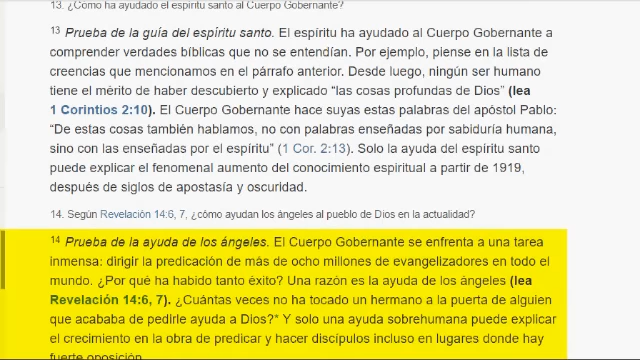 13. ¿Cómo ha ayudado el espíritu santo al Cuerpo Gobernante?
13 Prueba de la guía del espíritu santo. El espíritu ha ayudado al Cuerpo Gobernante a
comprender verdades bíblicas que no se entendían. Por ejemplo, piense en la lista de
creencias que mencionamos en el párrafo anterior. Desde luego, ningún ser humano
tiene el mérito de haber descubierto y explicado “las cosas profundas de Dios” (lea
1 Corintios 2:10). El Cuerpo Gobernante hace suyas estas palabras del apóstol Pablo:
“De estas cosas también hablamos, no con palabras enseñadas por sabiduría humana,
sino con las enseñadas por el espíritu” (1 Cor. 2:13). Solo la ayuda del espíritu santo
puede explicar el fenomenal aumento del conocimiento espiritual a partir de 1919,
después de siglos de apostasía y oscuridad.
14. Según Revelación 14:6, 7, ¿cómo ayudan los ángeles al pueblo de Dios en la actualidad?
14 Prueba de la ayuda de los ángeles. El Cuerpo Gobernante se enfrenta a una tarea
inmensa: dirigir la predicación de más de ocho millones de evangelizadores en todo el
mundo. ¿Por qué ha habido tanto éxito? Una razón es la ayuda de los ángeles (lea
Revelación 14:6, 7). ¿Cuántas veces no ha tocado un hermano a la puerta de alguien
que acababa de pedirle ayuda a Dios?* Y solo una ayuda sobrehumana puede explicar
el crecimiento en la obra de predicar y hacer discípulos incluso en lugares donde hay
fuerte oposición